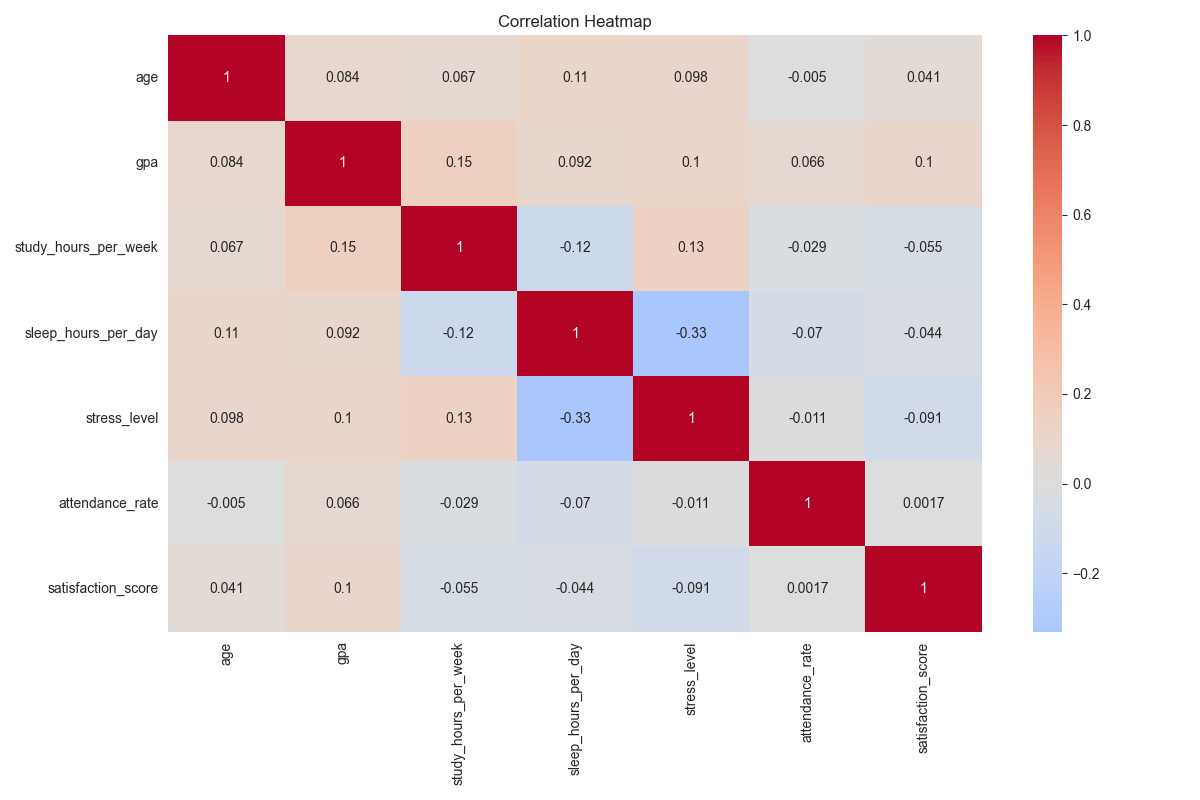 Correlation Heatmap
age 1 0.084 0.067 0.11 0.098 -0.005 0.041
gpa 0.084 1 0.15 0.092 0.1 0.066 0.1
study_hours_per_week 0.067 0.15 1 -0.12 0.13 -0.029 -0.055
sleep_hours_per_day 0.11 0.092 -0.12 1 -0.33 -0.07 -0.044
stress_level 0.098 0.1 0.13 -0.33 1 -0.011 -0.091
attendance_rate -0.005 0.066 -0.029 -0.07 -0.011 1 0.0017
satisfaction_score 0.041 0.1 -0.055 -0.044 -0.091 0.0017 1
age
gpa
study_hours_per_week
sleep_hours_per_day
stress_level
attendance_rate
satisfaction_score
1.0
0.8
0.6
0.4
0.2
0.0
−0.2